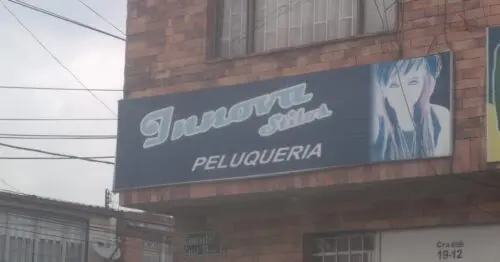 Innova
Stilos
PELUQUERIA
19-12